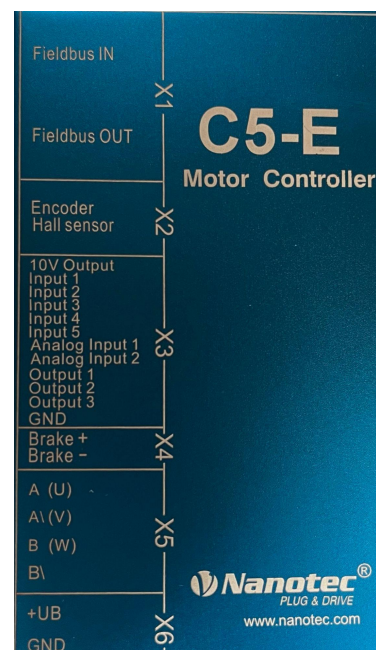 Fieldbus IN
X1
Fieldbus OUT
C5-E
Motor Controller
Encoder
Hall sensor
X2
10V Output
Input 1
Input 2
Input 3
Input 4
Input 5
Analog Input 1
Analog Input 2
Output 1
Output 2
Output 3
GND
X3
Brake +
Brake −
X4
A (U)
A\ (V)
B (W)
B\
X5
Nanotec®
PLUG & DRIVE
www.nanotec.com
+UB
GND
X6